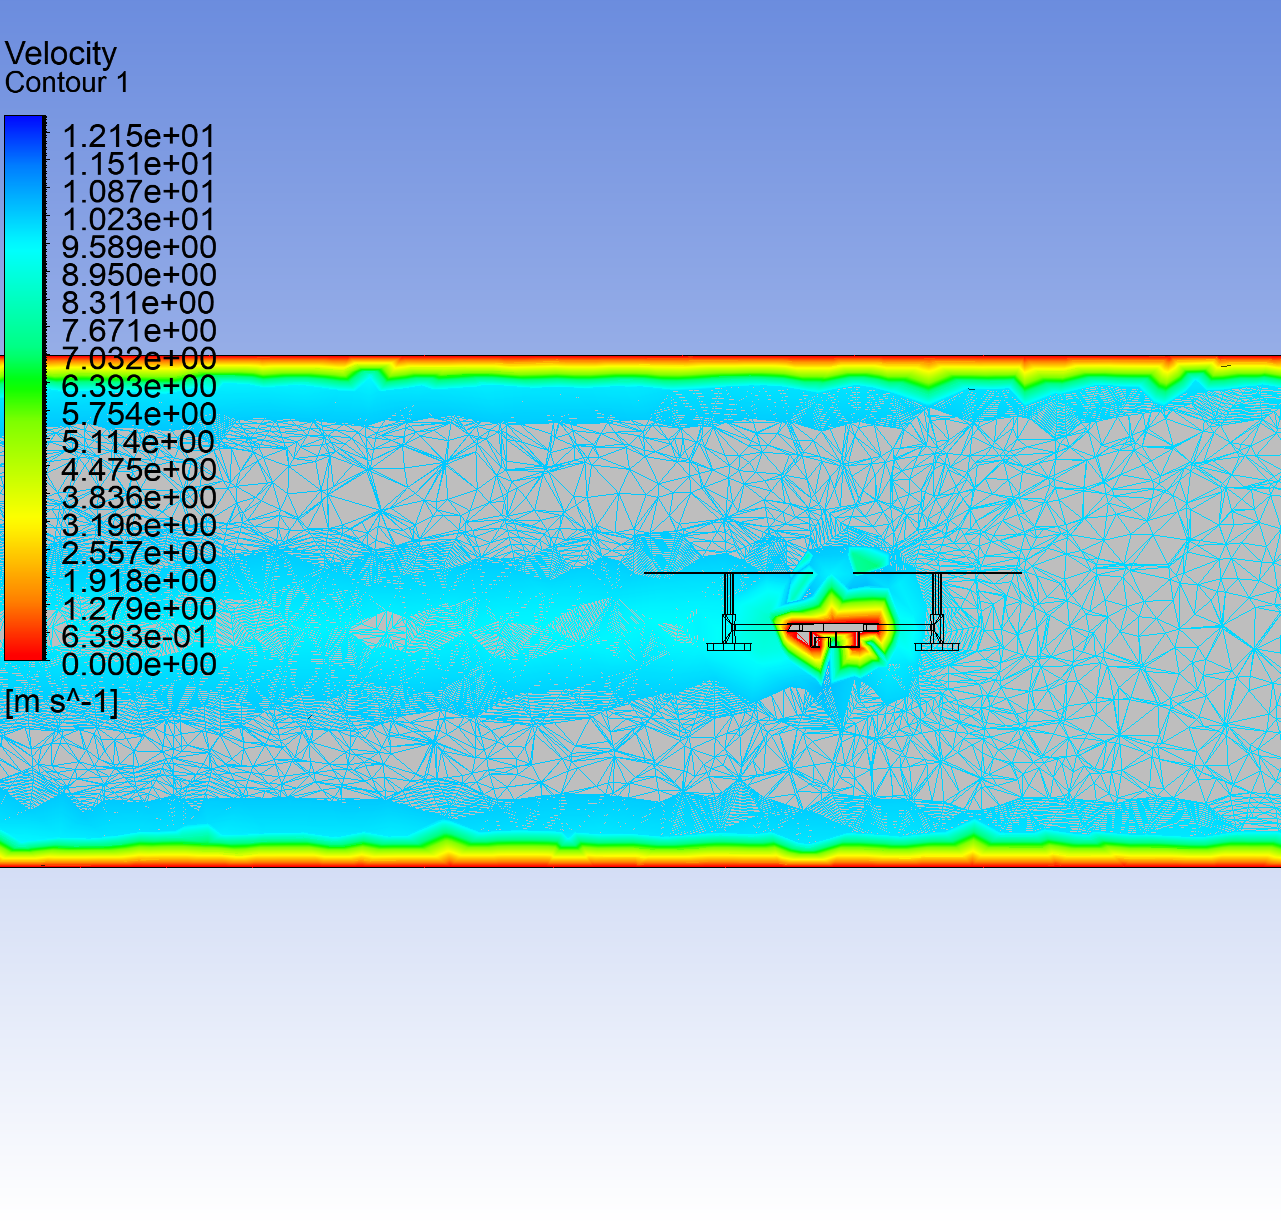 Velocity
Contour 1
1.215e+01
1.151e+01
1.087e+01
1.023e+01
9.589e+00
8.950e+00
8.311e+00
7.671e+00
7.032e+00
6.393e+00
5.754e+00
5.114e+00
4.475e+00
3.836e+00
3.196e+00
2.557e+00
1.918e+00
1.279e+00
6.393e-01
0.000e+00
[m s^-1]